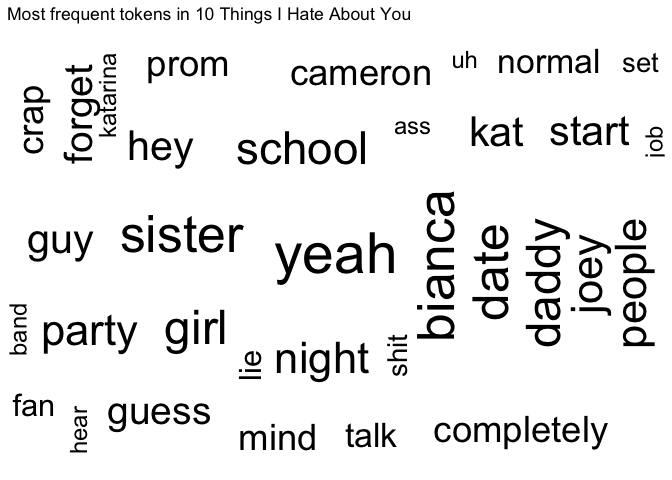 Most frequent tokens in 10 Things I Hate About You
crap
forget
katarina
prom
cameron
uh
normal
set
hey
school
ass
kat
start
job
guy
sister
yeah
bianca
date
daddy
joey
people
band
party
girl
lie
night
shit
fan
hear
guess
mind
talk
completely